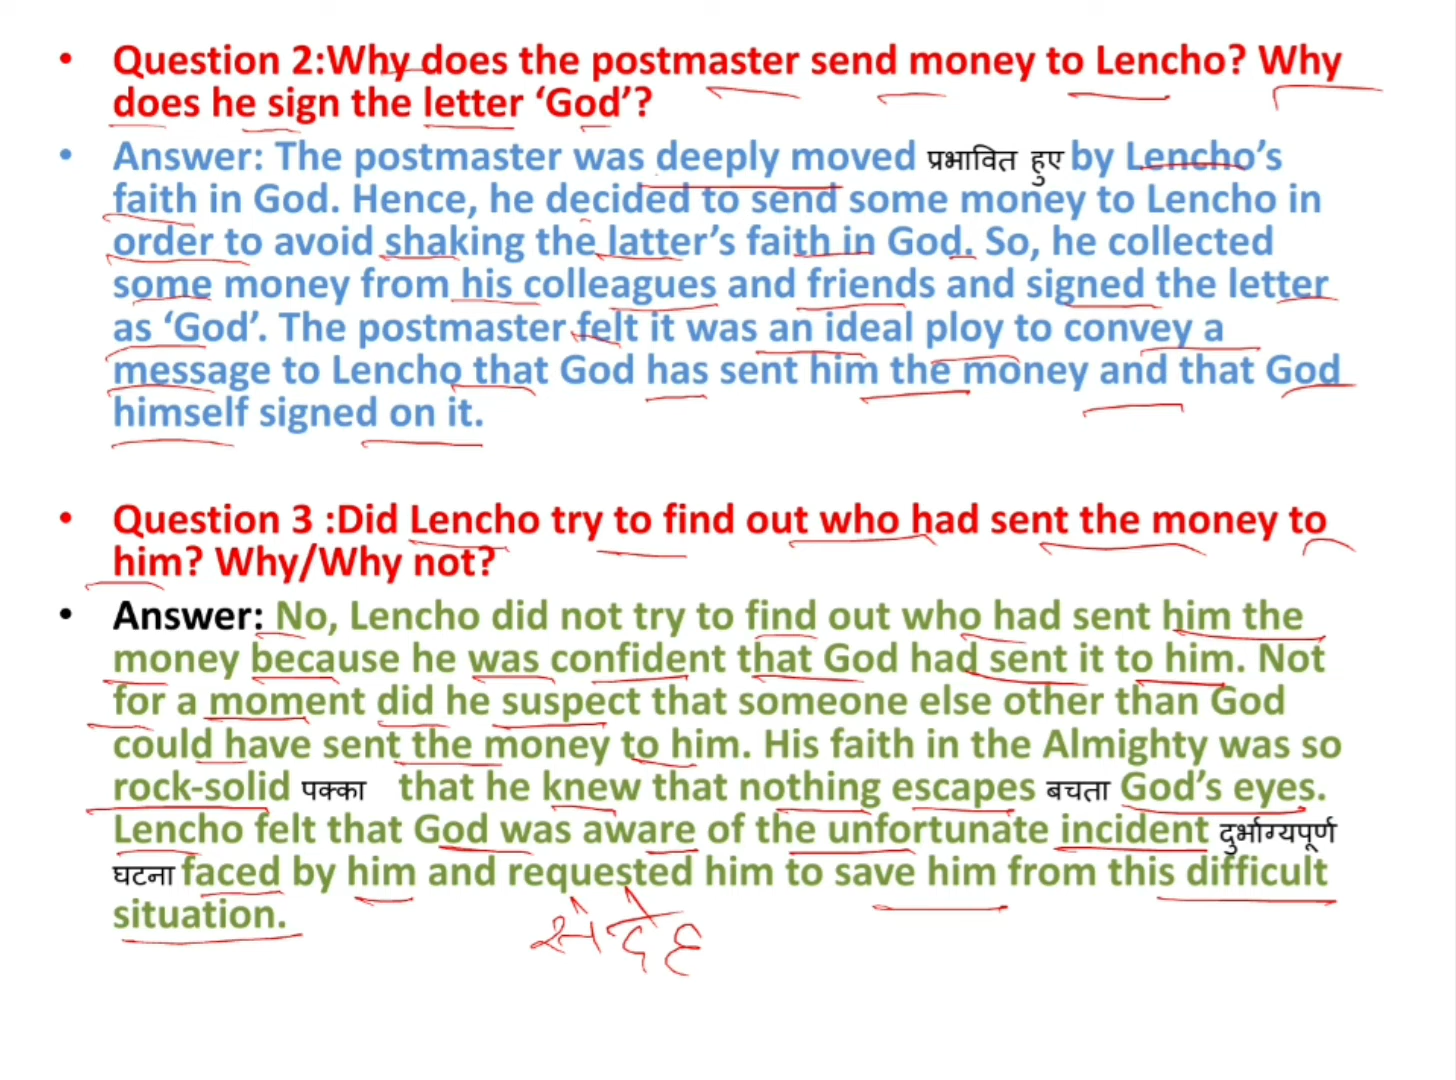 • Question 2:Why does the postmaster send money to Lencho? Why
does he sign the letter ‘God’?
• Answer: The postmaster was deeply moved प्रभावित हुए by Lencho’s
faith in God. Hence, he decided to send some money to Lencho in
order to avoid shaking the latter’s faith in God. So, he collected
some money from his colleagues and friends and signed the letter
as ‘God’. The postmaster felt it was an ideal ploy to convey a
message to Lencho that God has sent him the money and that God
himself signed on it.
• Question 3 :Did Lencho try to find out who had sent the money to
him? Why/Why not?
• Answer: No, Lencho did not try to find out who had sent him the
money because he was confident that God had sent it to him. Not
for a moment did he suspect that someone else other than God
could have sent the money to him. His faith in the Almighty was so
rock-solid पक्का that he knew that nothing escapes बचता God’s eyes.
Lencho felt that God was aware of the unfortunate incident दुर्भाग्यपूर्ण
घटना faced by him and requested him to save him from this difficult
situation.
संदेह